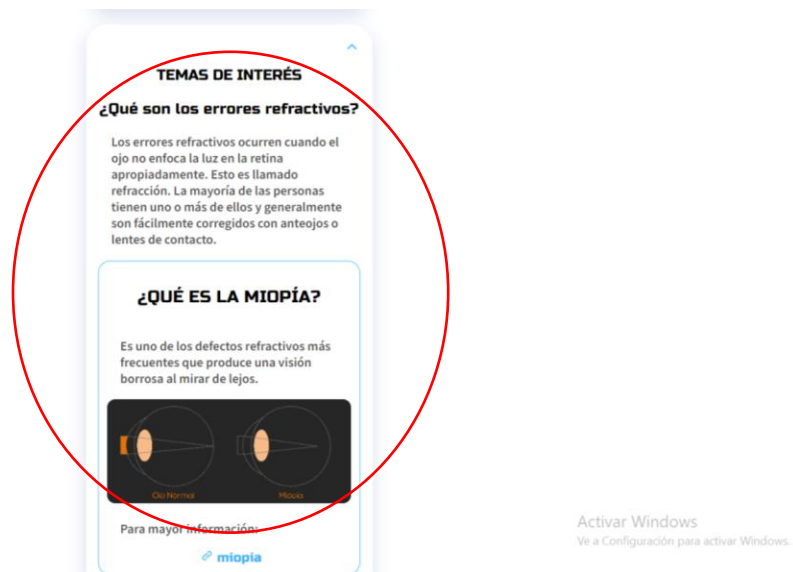 TEMAS DE INTERÉS
¿Qué son los errores refractivos?
Los errores refractivos ocurren cuando el
ojo no enfoca la luz en la retina
apropiadamente. Esto es llamado
refracción. La mayoría de las personas
tienen uno o más de ellos y generalmente
son fácilmente corregidos con anteojos o
lentes de contacto.
¿QUÉ ES LA MIOPÍA?
Es uno de los defectos refractivos más
frecuentes que produce una visión
borrosa al mirar de lejos.
Ojo Normal
Miopia
Para mayor información:
miopia
Activar Windows
Ve a Configuración para activar Windows.